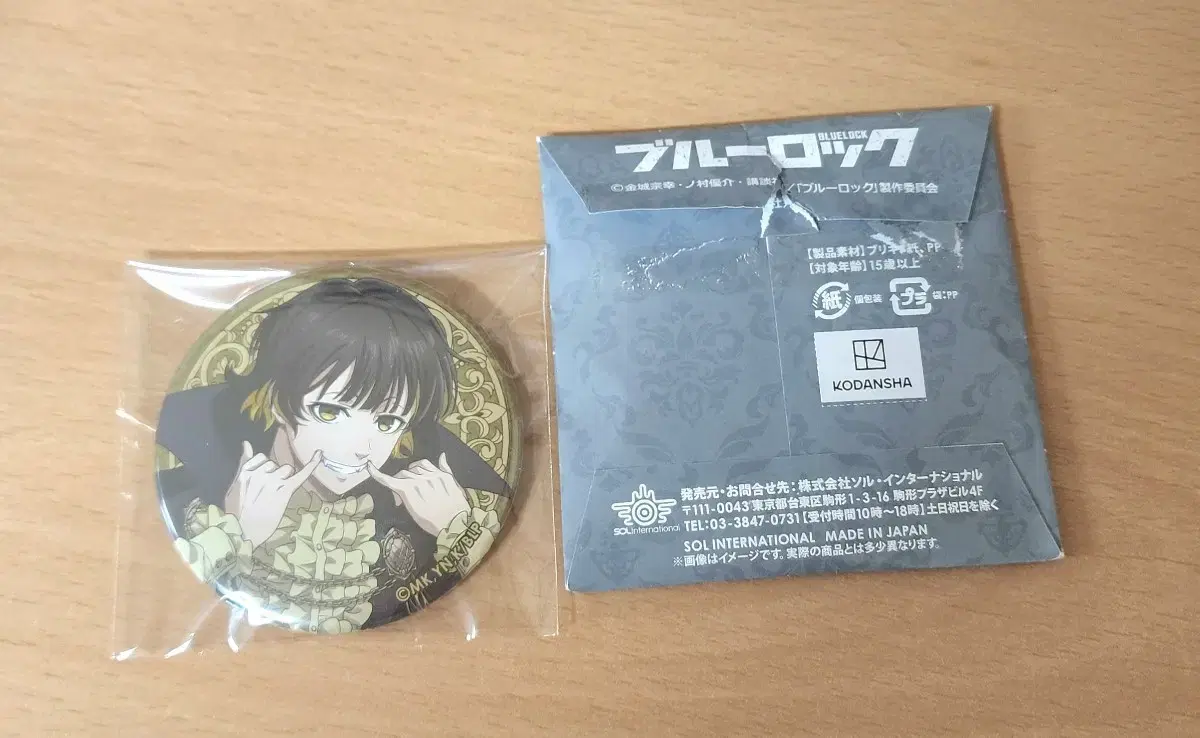 ©MK,YN,K/BLP
BLUELOCK
ブルーロック
©金城宗幸・ノ村優介・講談社/「ブルーロック」製作委員会
【製品素材】ブリキ、紙、PP
【対象年齢】15歳以上
紙 個包装 プラ 袋:PP
KODANSHA
SOL international
発売元・お問合せ先:株式会社ソル・インターナショナル
〒111-0043 東京都台東区駒形1-3-16 駒形プラザビル4F
TEL:03-3847-0731【受付時間10時〜18時】土日祝日を除く
SOL INTERNATIONAL MADE IN JAPAN
※画像はイメージです。実際の商品とは多少異なります。